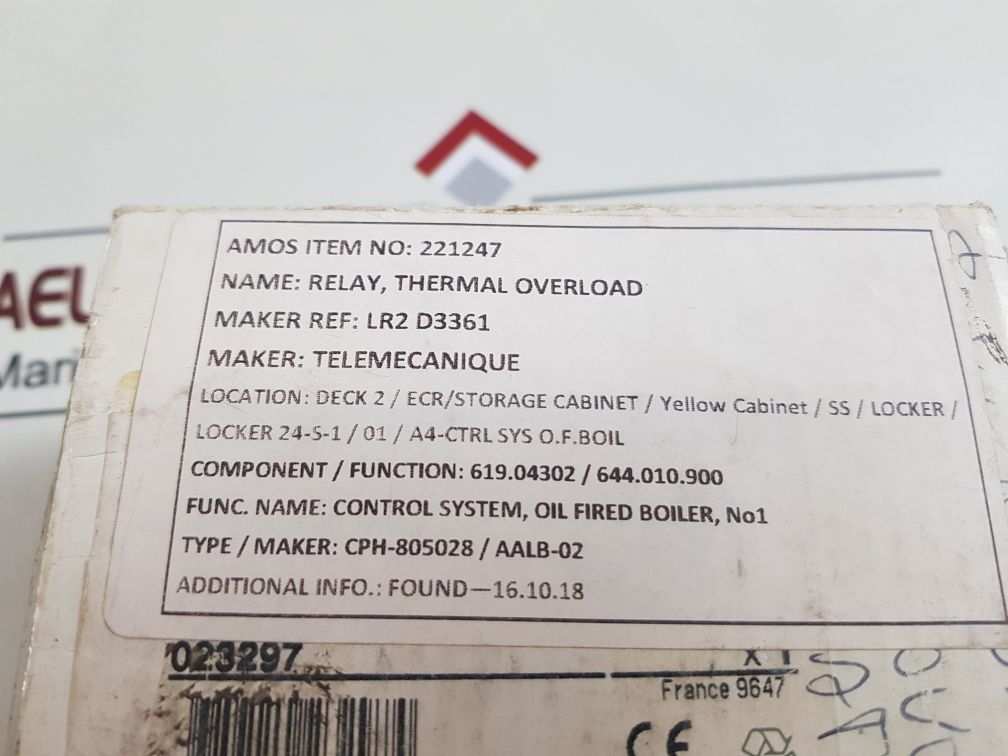 AEL
Mari
AMOS ITEM NO: 221247
NAME: RELAY, THERMAL OVERLOAD
MAKER REF: LR2 D3361
MAKER: TELEMECANIQUE
LOCATION: DECK 2 / ECR/STORAGE CABINET / Yellow Cabinet / SS / LOCKER /
LOCKER 24-S-1 / 01 / A4-CTRL SYS O.F.BOIL
COMPONENT / FUNCTION: 619.04302 / 644.010.900
FUNC. NAME: CONTROL SYSTEM, OIL FIRED BOILER, No1
TYPE / MAKER: CPH-805028 / AALB-02
ADDITIONAL INFO.: FOUND—16.10.18
023297
X 1
France 9647
CE